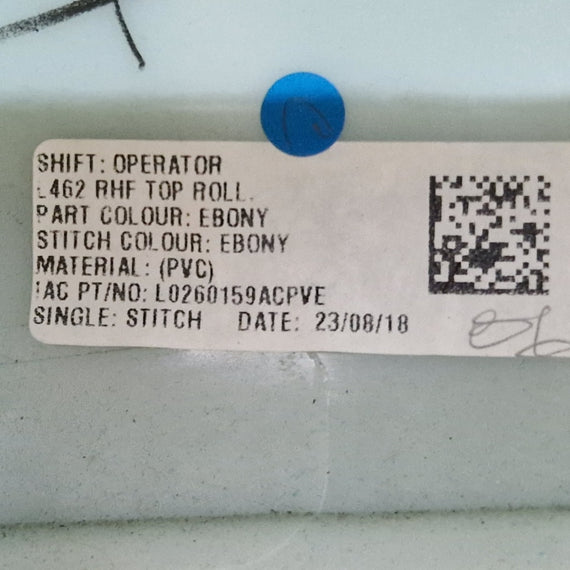 SHIFT: OPERATOR
L462 RHF TOP ROLL.
PART COLOUR: EBONY
STITCH COLOUR: EBONY
MATERIAL: (PVC)
IAC PT/NO: L0260159ACPVE
SINGLE: STITCH DATE: 23/08/18